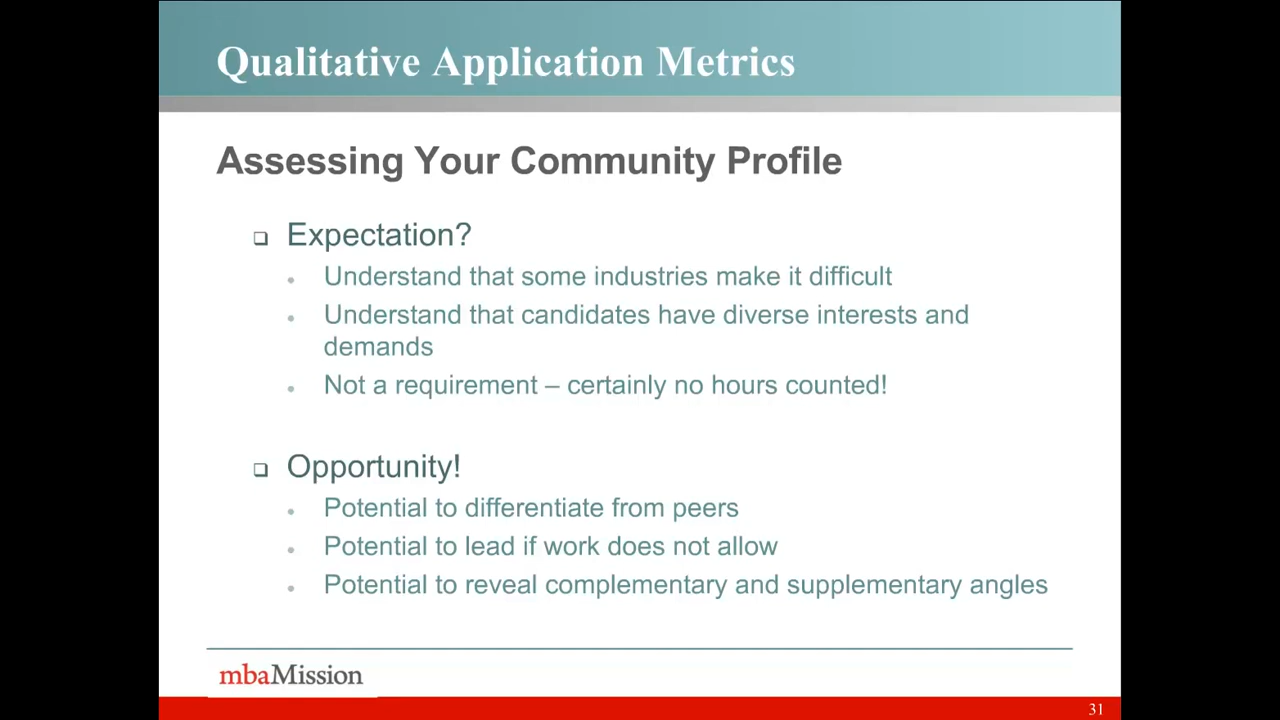 Qualitative Application Metrics
Assessing Your Community Profile
❑ Expectation?
• Understand that some industries make it difficult
• Understand that candidates have diverse interests and
demands
• Not a requirement – certainly no hours counted!
❑ Opportunity!
• Potential to differentiate from peers
• Potential to lead if work does not allow
• Potential to reveal complementary and supplementary angles
mbaMission
31